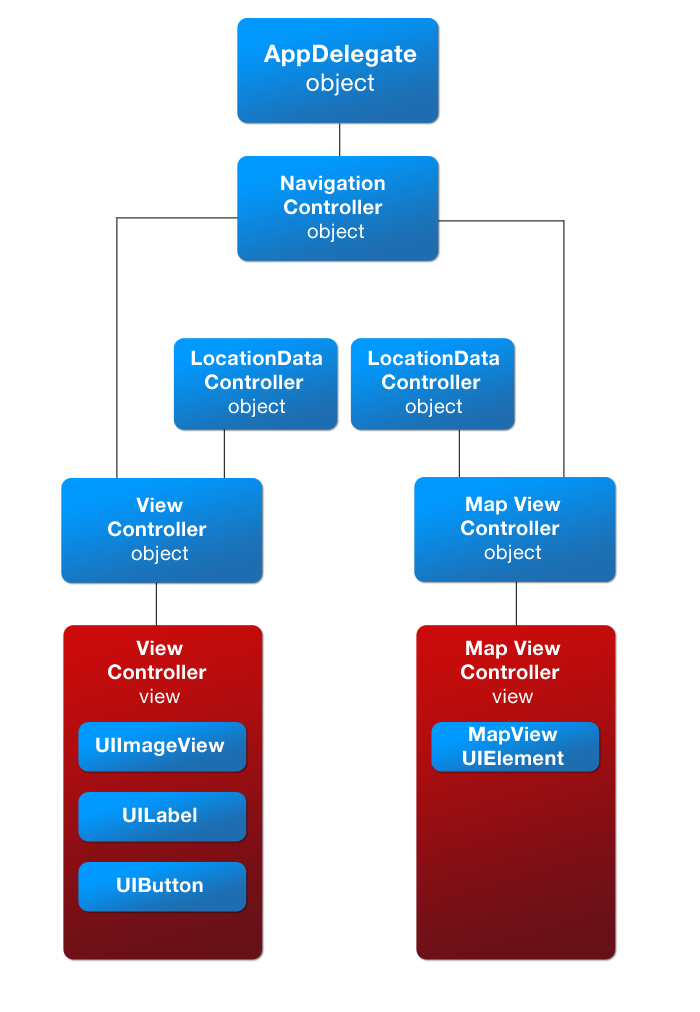 AppDelegate
object
Navigation
Controller
object
LocationData
Controller
object
LocationData
Controller
object
View
Controller
object
Map View
Controller
object
View
Controller
view
UIImageView
UILabel
UIButton
Map View
Controller
view
MapView
UIElement